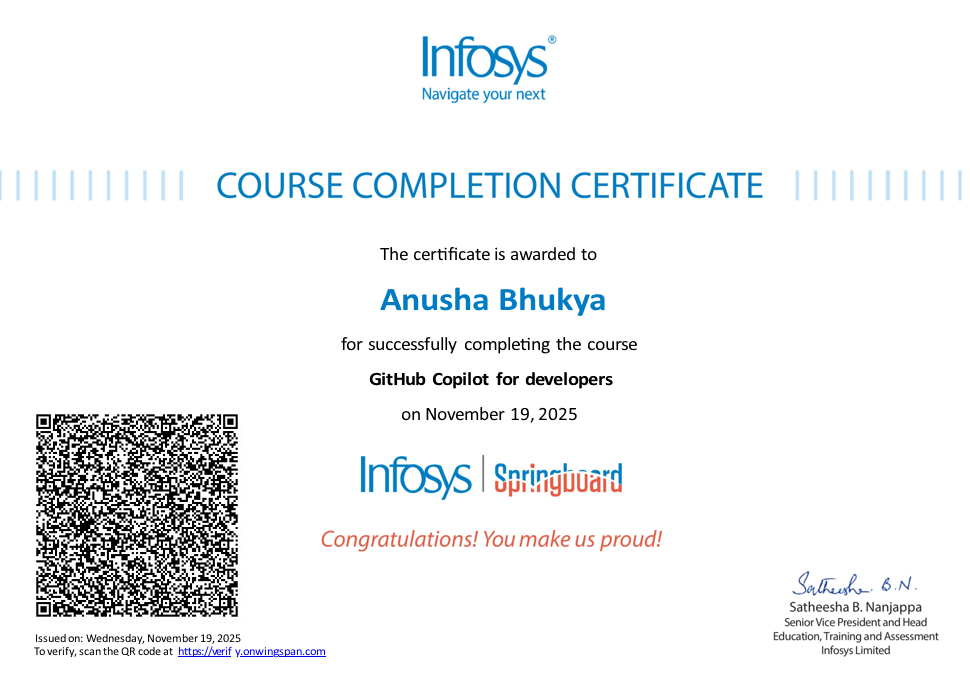 Infosys®
Navigate your next
COURSE COMPLETION CERTIFICATE
The certificate is awarded to
Anusha Bhukya
for successfully completing the course
GitHub Copilot for developers
on November 19, 2025
Infosys | Springboard
Congratulations! You make us proud!
Satheesha B.N.
Satheesha B. Nanjappa
Senior Vice President and Head
Education, Training and Assessment
Infosys Limited
Issued on: Wednesday, November 19, 2025
To verify, scan the QR code at https://verif y.onwingspan.com